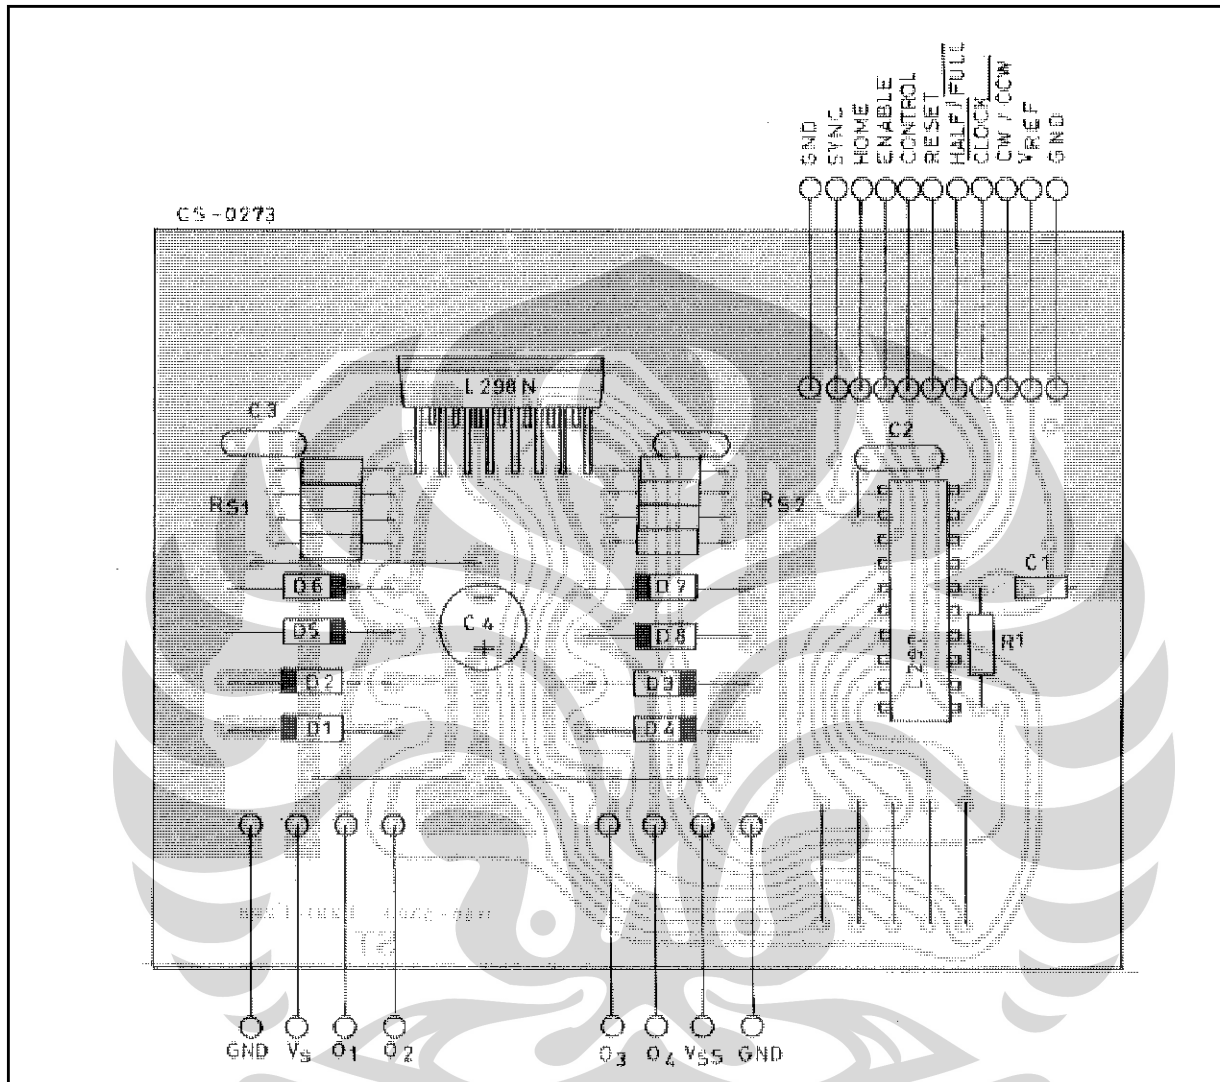 GND SYNC HOME ENABLE CONTROL RESET HALF/FULL CLOCK CW/CCW VREF GND
CS-0273
L298N
C3
C2
RS1
RS2
C1
D6
D7
C4
D5
D8
R1
L297
D2
D3
D1
D4
GND VS O1 O2 O3 O4 VSS GND